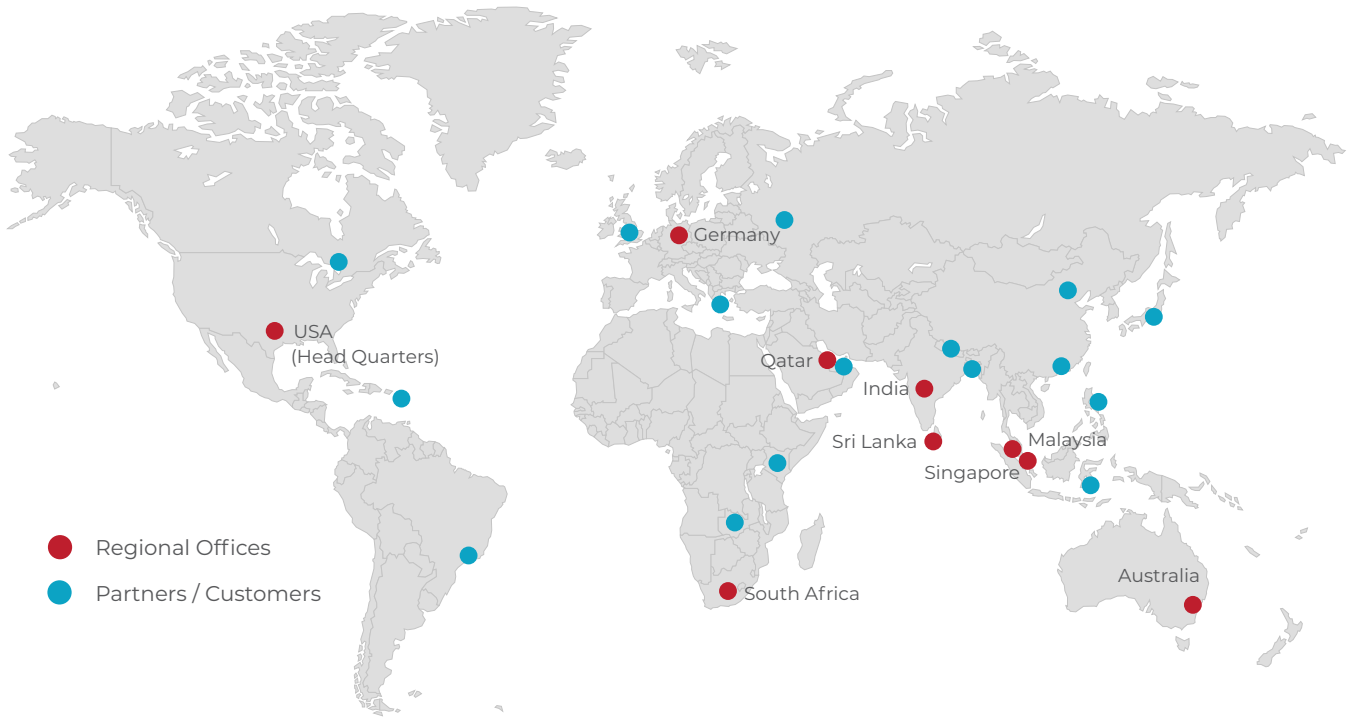 Germany
USA
(Head Quarters)
Qatar
India
Sri Lanka
Malaysia
Singapore
Regional Offices
Partners / Customers
Australia
South Africa